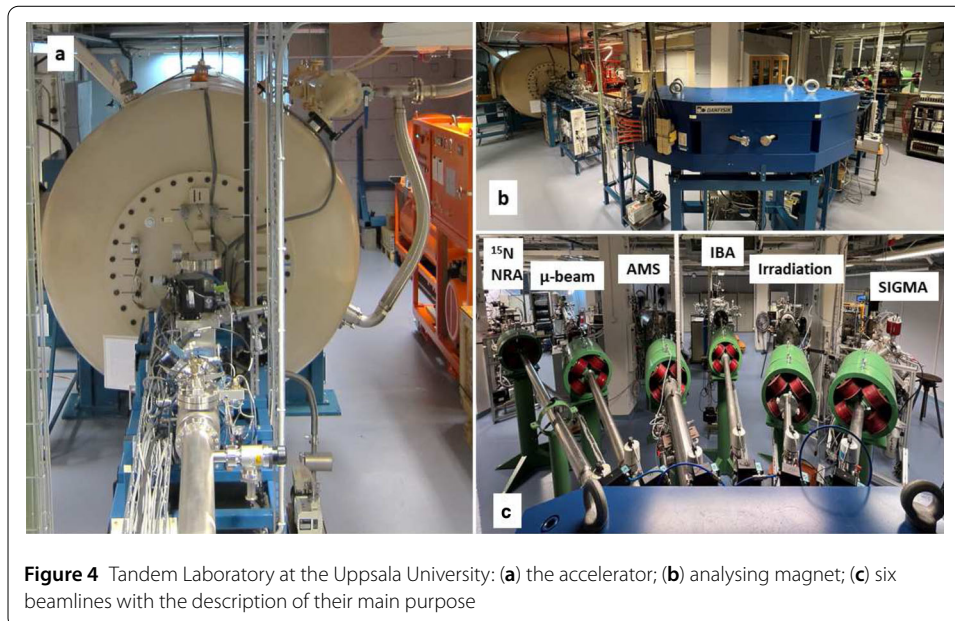 a
DANFYSIK
b
15N
NRA
μ-beam
AMS
IBA
Irradiation
SIGMA
c
Figure 4 Tandem Laboratory at the Uppsala University: (a) the accelerator; (b) analysing magnet; (c) six
beamlines with the description of their main purpose